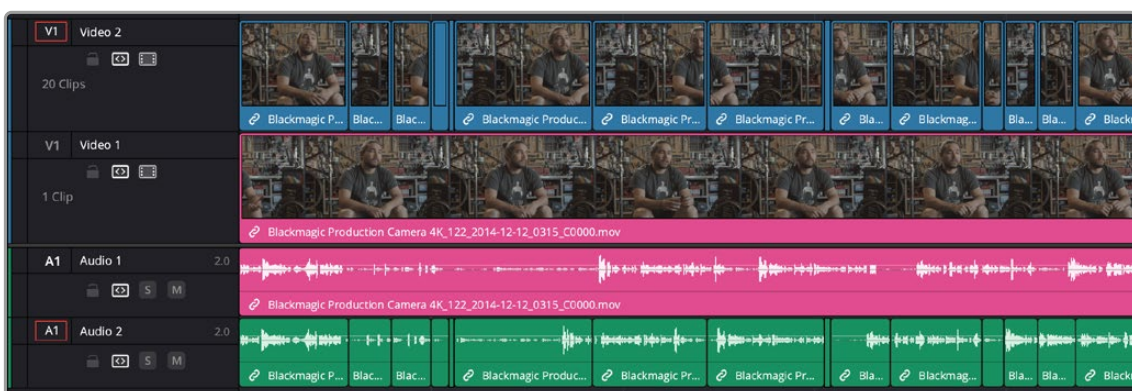 V1 Video 2
20 Clips
Blackmagic P... Blac... Blac... Blackmagic Produc... Blackmagic Pr... Blackmagic Pr... Bla... Blackmag... Bla... Bla... Black
V1 Video 1
1 Clip
Blackmagic Production Camera 4K_122_2014-12-12_0315_C0000.mov
A1 Audio 1 2.0
S M
Blackmagic Production Camera 4K_122_2014-12-12_0315_C0000.mov
A1 Audio 2 2.0
S M
Blackmagic P... Blac... Blac... Blackmagic Produc... Blackmagic Pr... Blackmagic Pr... Bla... Blackmag... Bla... Bla... Black